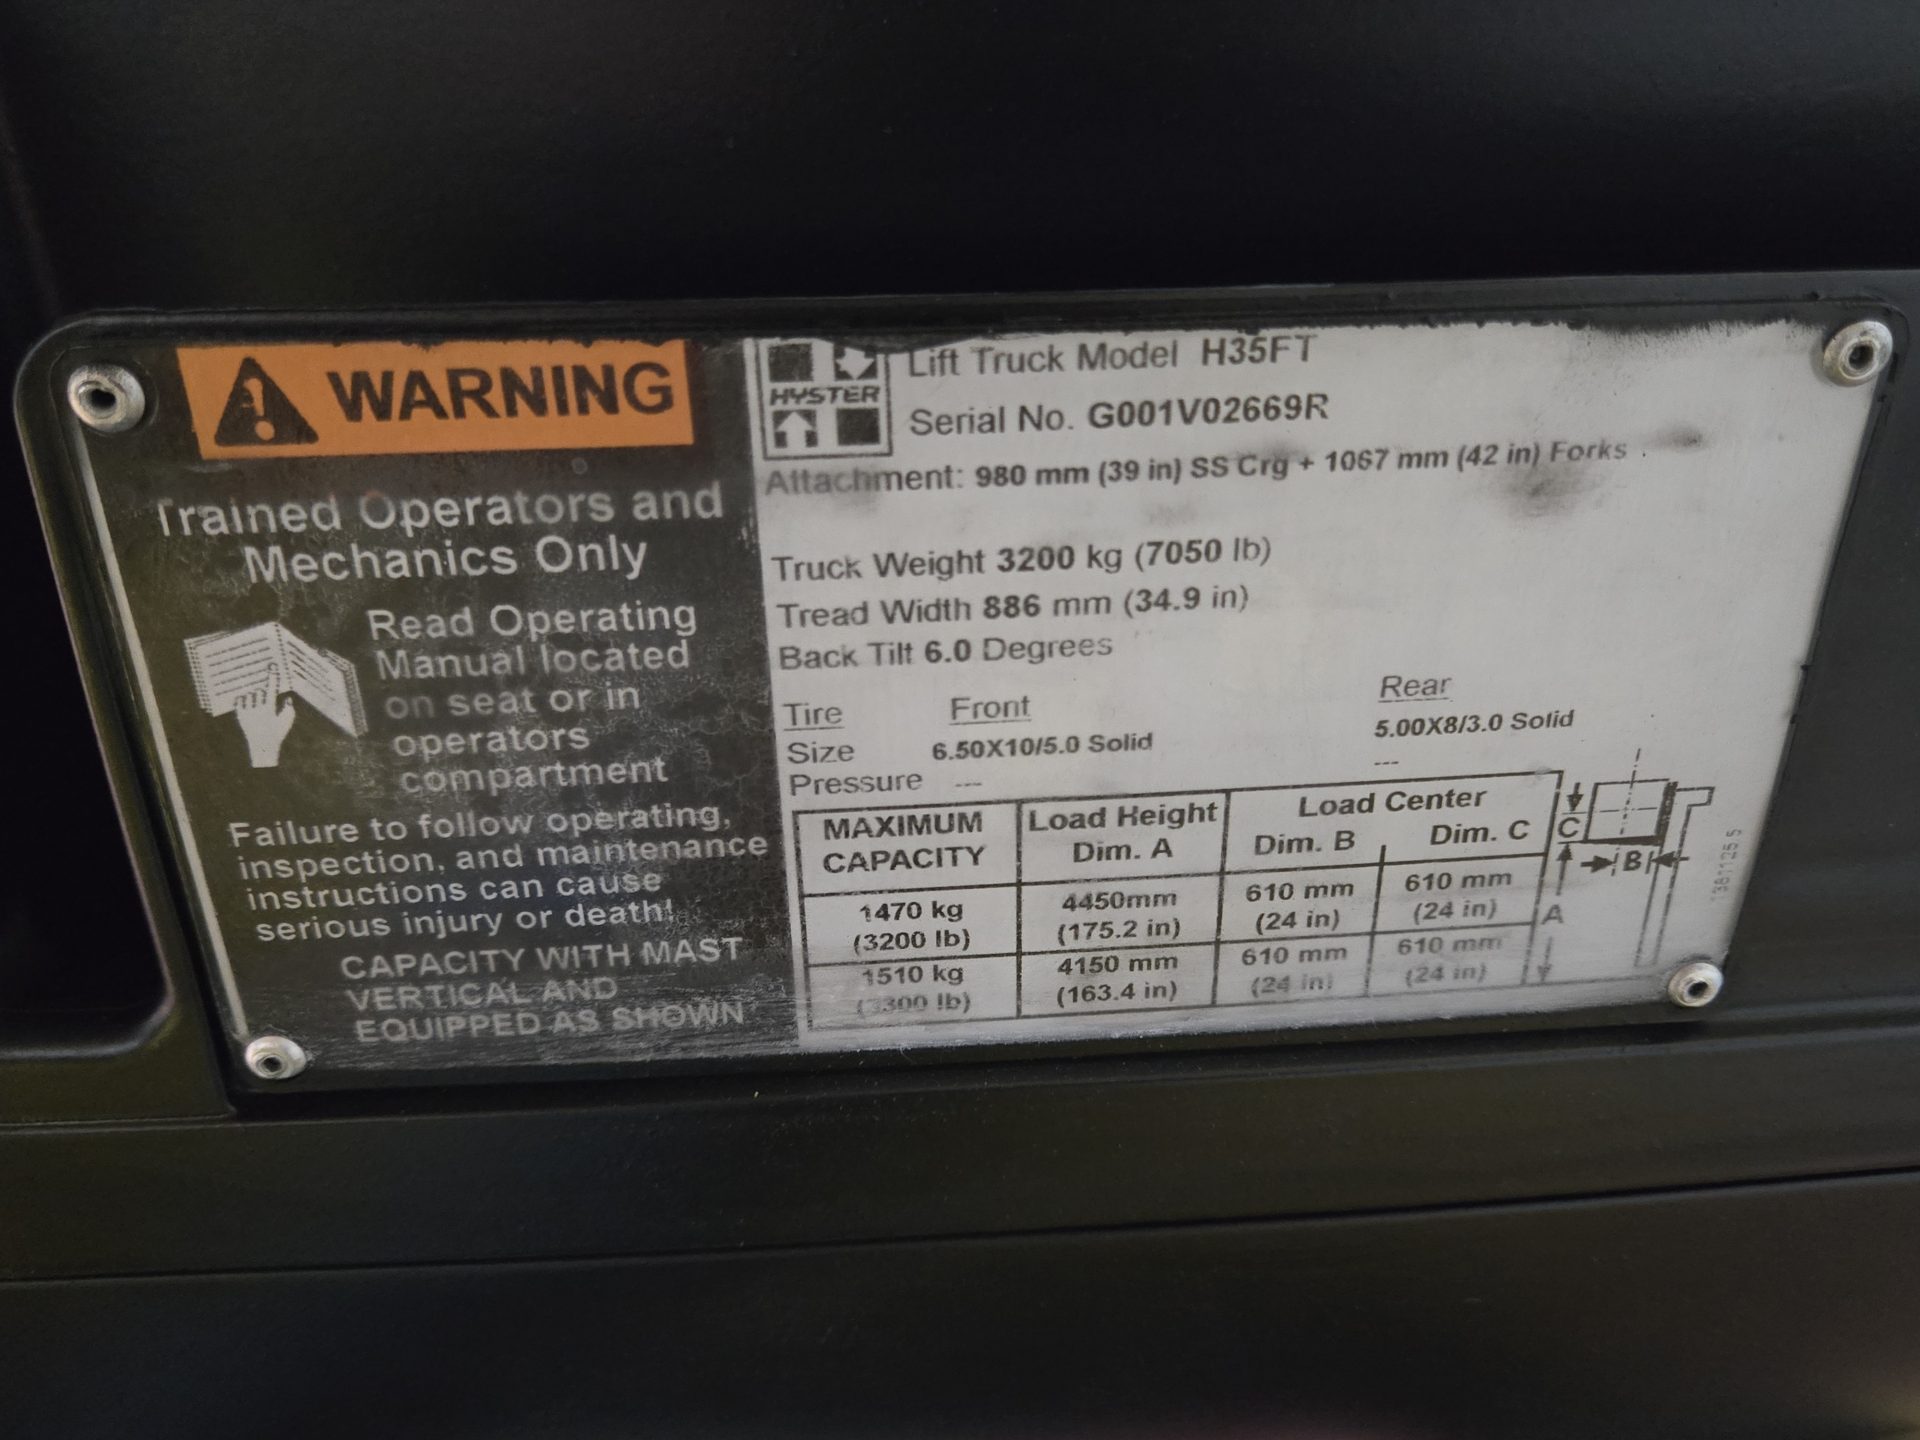 WARNING
Trained Operators and
Mechanics Only
Read Operating
Manual located
on seat or in
operators
compartment
Failure to follow operating,
inspection, and maintenance
instructions can cause
serious injury or death!
CAPACITY WITH MAST
VERTICAL AND
EQUIPPED AS SHOWN
HYSTER
Lift Truck Model H35FT
Serial No. G001V02669R
Attachment: 980 mm (39 in) SS Crg + 1067 mm (42 in) Forks
Truck Weight 3200 kg (7050 lb)
Tread Width 886 mm (34.9 in)
Back Tilt 6.0 Degrees
Tire Front Rear
Size 6.50X10/5.0 Solid 5.00X8/3.0 Solid
Pressure --- ---
MAXIMUM CAPACITY Load Height Dim. A Load Center Dim. B Dim. C
1470 kg (3200 lb) 4450mm (175.2 in) 610 mm (24 in) 610 mm (24 in)
1510 kg (3300 lb) 4150 mm (163.4 in) 610 mm (24 in) 610 mm (24 in)
C
B
A